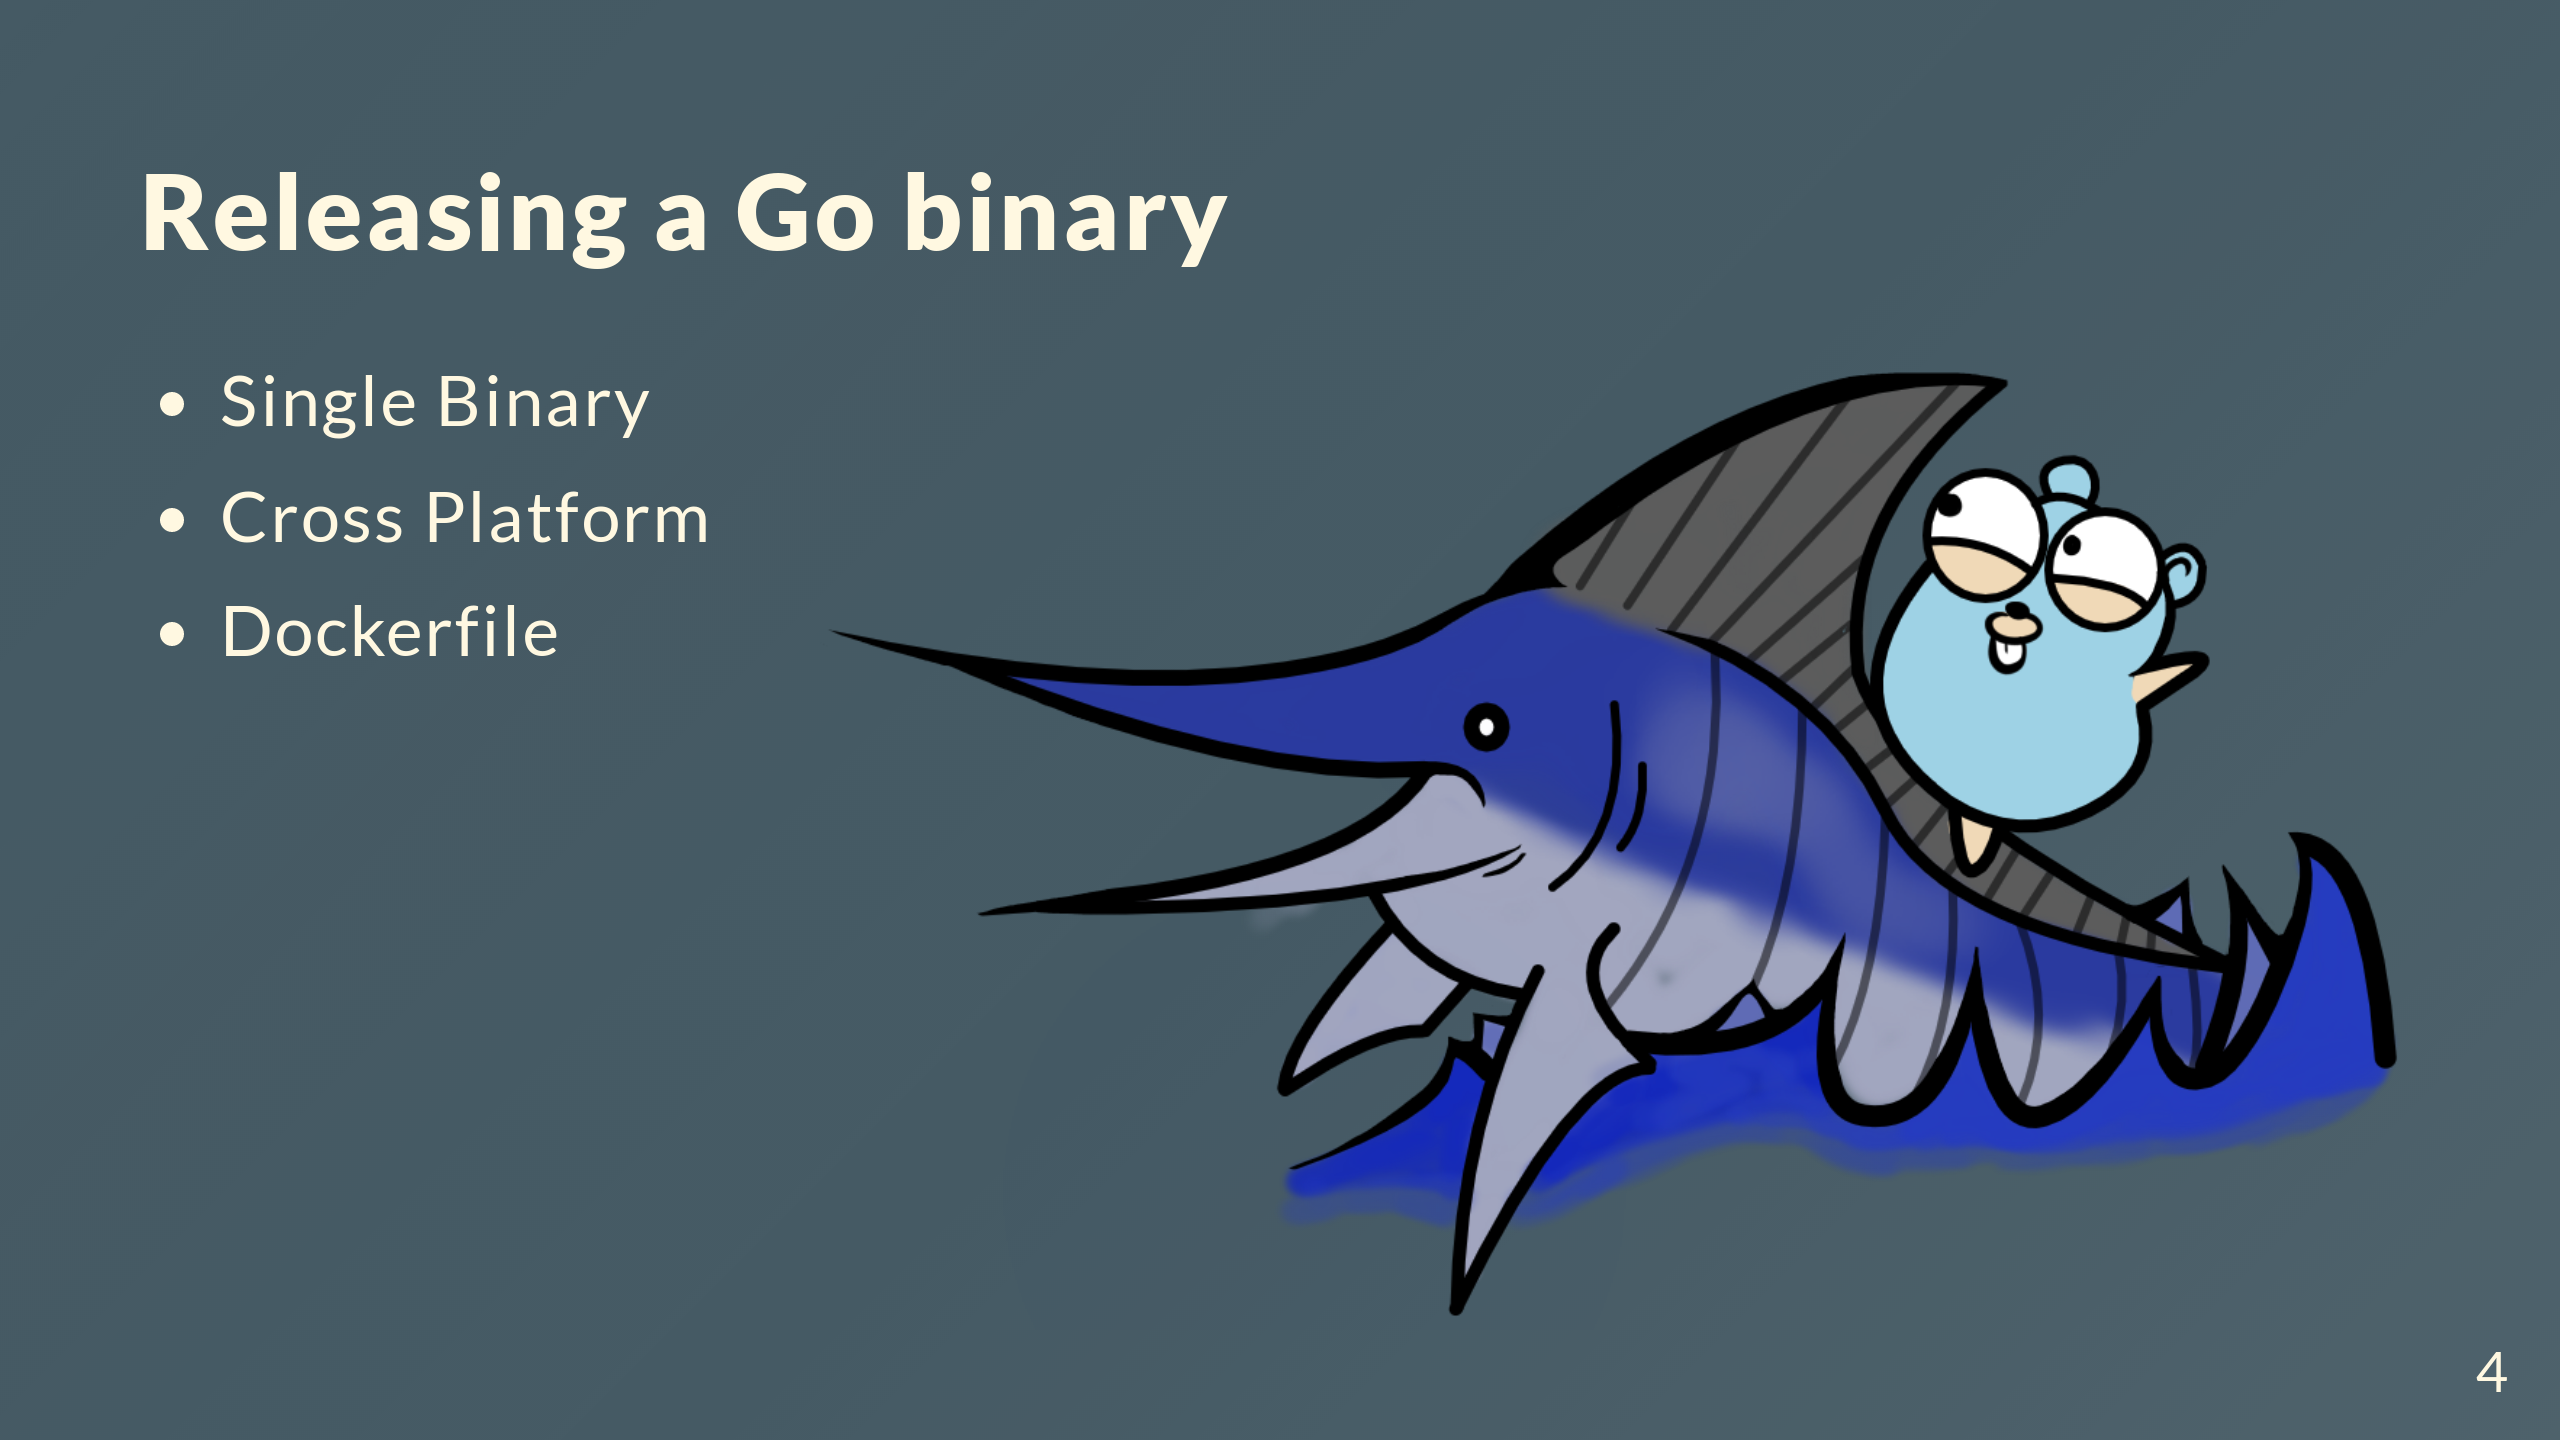 Releasing a Go binary
Single Binary
Cross Platform
Dockerfile
4